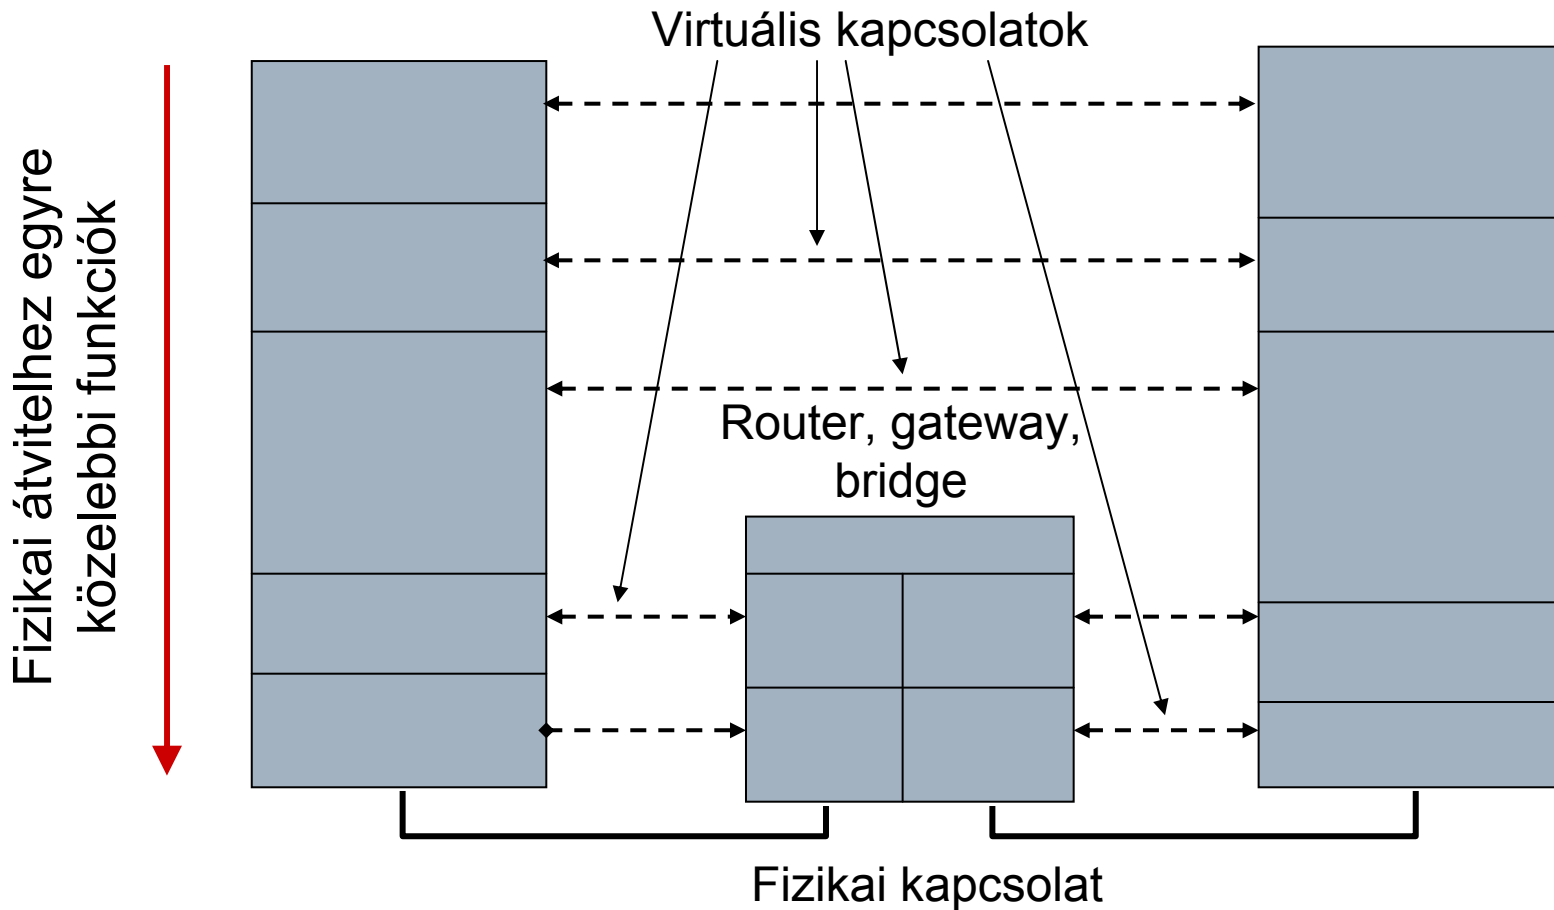 Virtuális kapcsolatok
Fizikai átvitelhez egyre
közelebbi funkciók
Router, gateway,
bridge
Fizikai kapcsolat